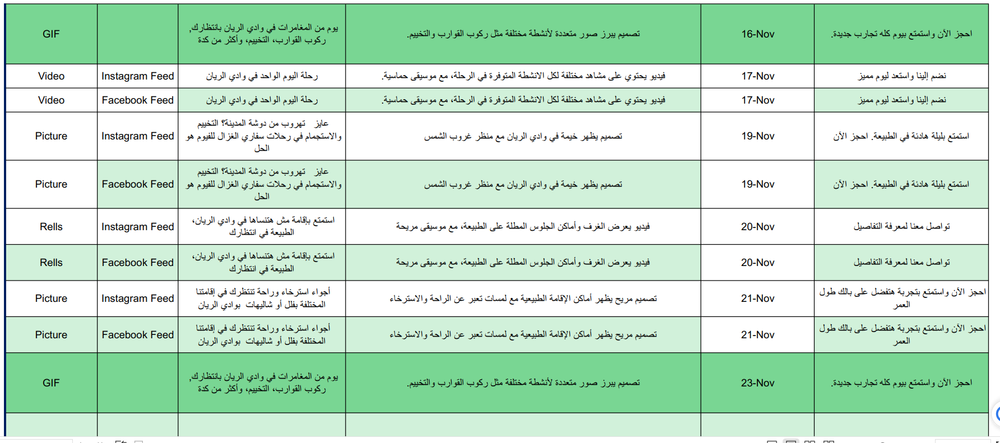 GIF
يوم من المغامرات في وادي الريان بانتظارك,
ركوب القوارب، التخييم، وأكثر من كدة
تصميم يبرز صور متعددة لأنشطة مختلفة مثل ركوب القوارب والتخييم.
16-Nov
احجز الآن واستمتع بيوم كله تجارب جديدة.
Video
Instagram Feed
رحلة اليوم الواحد في وادي الريان
فيديو يحتوي على مشاهد مختلفة لكل الانشطة المتوفرة في الرحلة، مع موسيقى حماسية.
17-Nov
نضم إلينا واستعد ليوم مميز
Video
Facebook Feed
رحلة اليوم الواحد في وادي الريان
فيديو يحتوي على مشاهد مختلفة لكل الانشطة المتوفرة في الرحلة، مع موسيقى حماسية.
17-Nov
نضم إلينا واستعد ليوم مميز
Picture
Instagram Feed
عايز تهروب من دوشة المدينة؟ التخييم
والاستجمام في رحلات سفاري الغزال للفيوم هو
الحل
تصميم يظهر خيمة في وادي الريان مع منظر غروب الشمس
19-Nov
استمتع بليلة هادئة في الطبيعة. احجز الآن
Picture
Facebook Feed
عايز تهروب من دوشة المدينة؟ التخييم
والاستجمام في رحلات سفاري الغزال للفيوم هو
الحل
تصميم يظهر خيمة في وادي الريان مع منظر غروب الشمس
19-Nov
استمتع بليلة هادئة في الطبيعة. احجز الآن
Rells
Instagram Feed
استمتع بإقامة مش هتنساها في وادي الريان،
الطبيعة في انتظارك
فيديو يعرض الغرف وأماكن الجلوس المطلة على الطبيعة، مع موسيقى مريحة
20-Nov
تواصل معنا لمعرفة التفاصيل
Rells
Facebook Feed
استمتع بإقامة مش هتنساها في وادي الريان،
الطبيعة في انتظارك
فيديو يعرض الغرف وأماكن الجلوس المطلة على الطبيعة، مع موسيقى مريحة
20-Nov
تواصل معنا لمعرفة التفاصيل
Picture
Instagram Feed
أجواء استرخاء وراحة تنتظرك في إقامتنا
المختلفة بفلل أو شاليهات بوادي الريان
تصميم مريح يظهر أماكن الإقامة الطبيعية مع لمسات تعبر عن الراحة والاسترخاء
21-Nov
احجز الآن واستمتع بتجربة هتفضل على بالك طول
العمر
Picture
Facebook Feed
أجواء استرخاء وراحة تنتظرك في إقامتنا
المختلفة بفلل أو شاليهات بوادي الريان
تصميم مريح يظهر أماكن الإقامة الطبيعية مع لمسات تعبر عن الراحة والاسترخاء
21-Nov
احجز الآن واستمتع بتجربة هتفضل على بالك طول
العمر
GIF
يوم من المغامرات في وادي الريان بانتظارك,
ركوب القوارب، التخييم، وأكثر من كدة
تصميم يبرز صور متعددة لأنشطة مختلفة مثل ركوب القوارب والتخييم.
23-Nov
احجز الآن واستمتع بيوم كله تجارب جديدة.